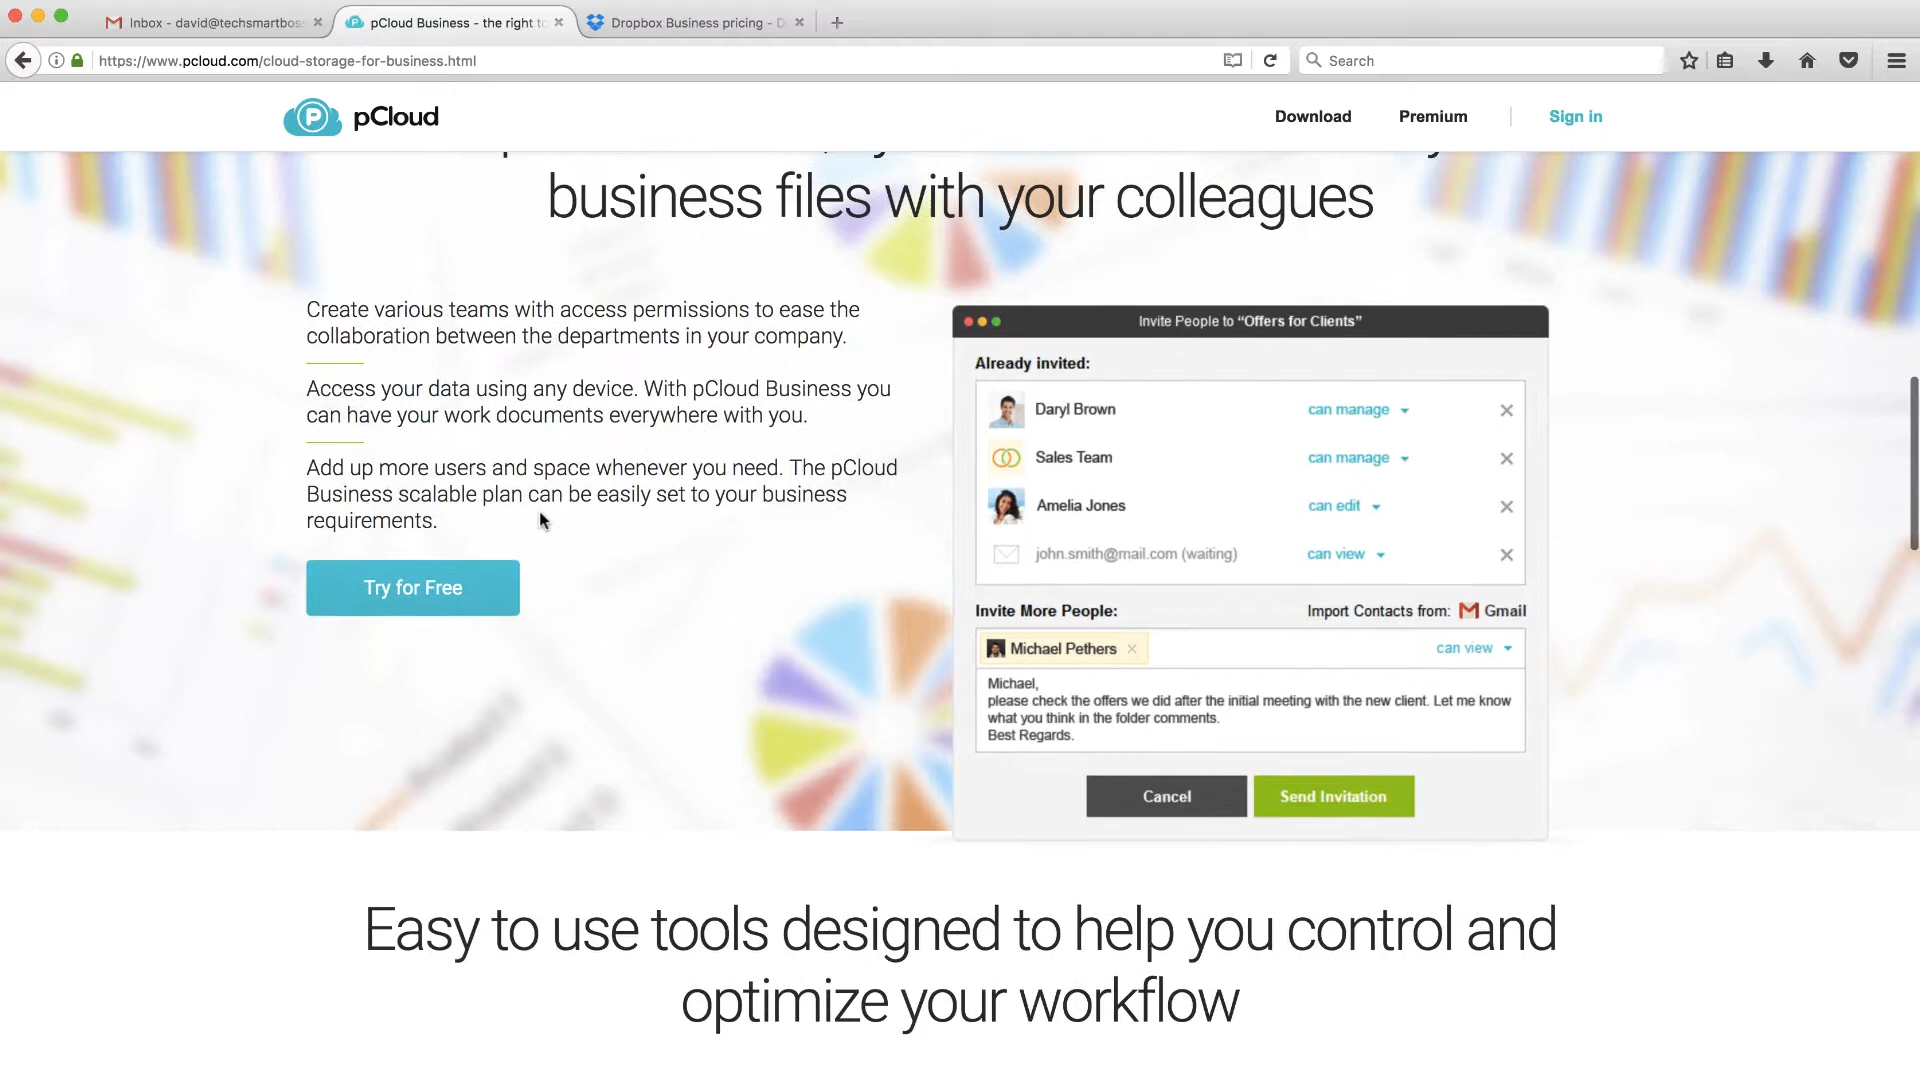 Inbox - david@techsmartbos
pCloud Business - the right to
Dropbox Business pricing - D
https://www.pcloud.com/cloud-storage-for-business.html
Search
P pCloud
Download
Premium
Sign in
business files with your colleagues
Create various teams with access permissions to ease the
collaboration between the departments in your company.
Access your data using any device. With pCloud Business you
can have your work documents everywhere with you.
Add up more users and space whenever you need. The pCloud
Business scalable plan can be easily set to your business
requirements.
Try for Free
Invite People to “Offers for Clients”
Already invited:
Daryl Brown can manage
Sales Team can manage
Amelia Jones can edit
john.smith@mail.com (waiting) can view
Invite More People: Import Contacts from: Gmail
Michael Pethers can view
Michael,
please check the offers we did after the initial meeting with the new client. Let me know
what you think in the folder comments.
Best Regards.
Cancel Send Invitation
Easy to use tools designed to help you control and
optimize your workflow